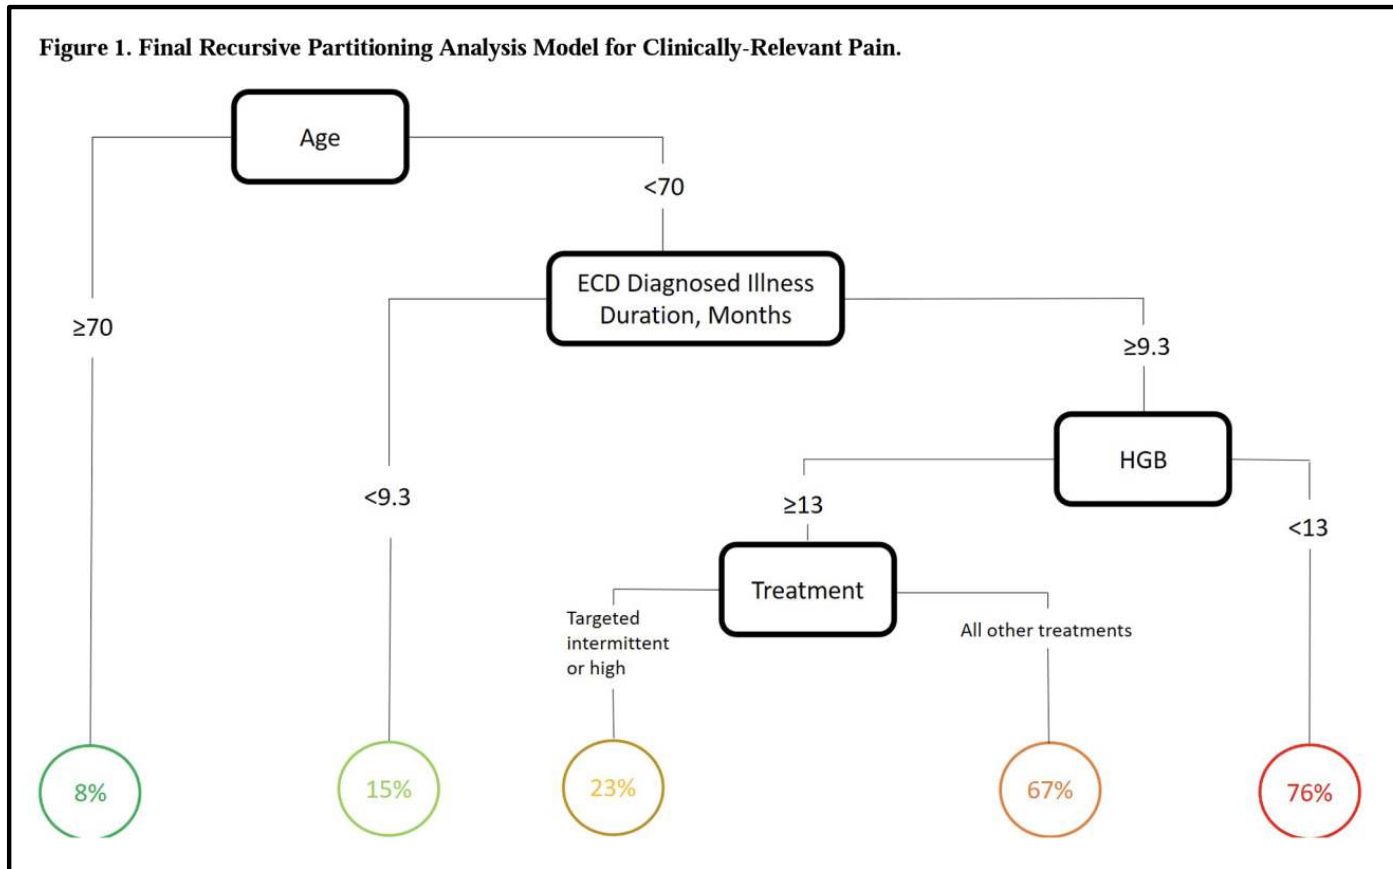 Figure 1. Final Recursive Partitioning Analysis Model for Clinically-Relevant Pain.
Age
<70
≥70
ECD Diagnosed Illness
Duration, Months
≥9.3
<9.3
HGB
≥13
<13
Treatment
Targeted
intermittent
or high
All other treatments
8%
15%
23%
67%
76%